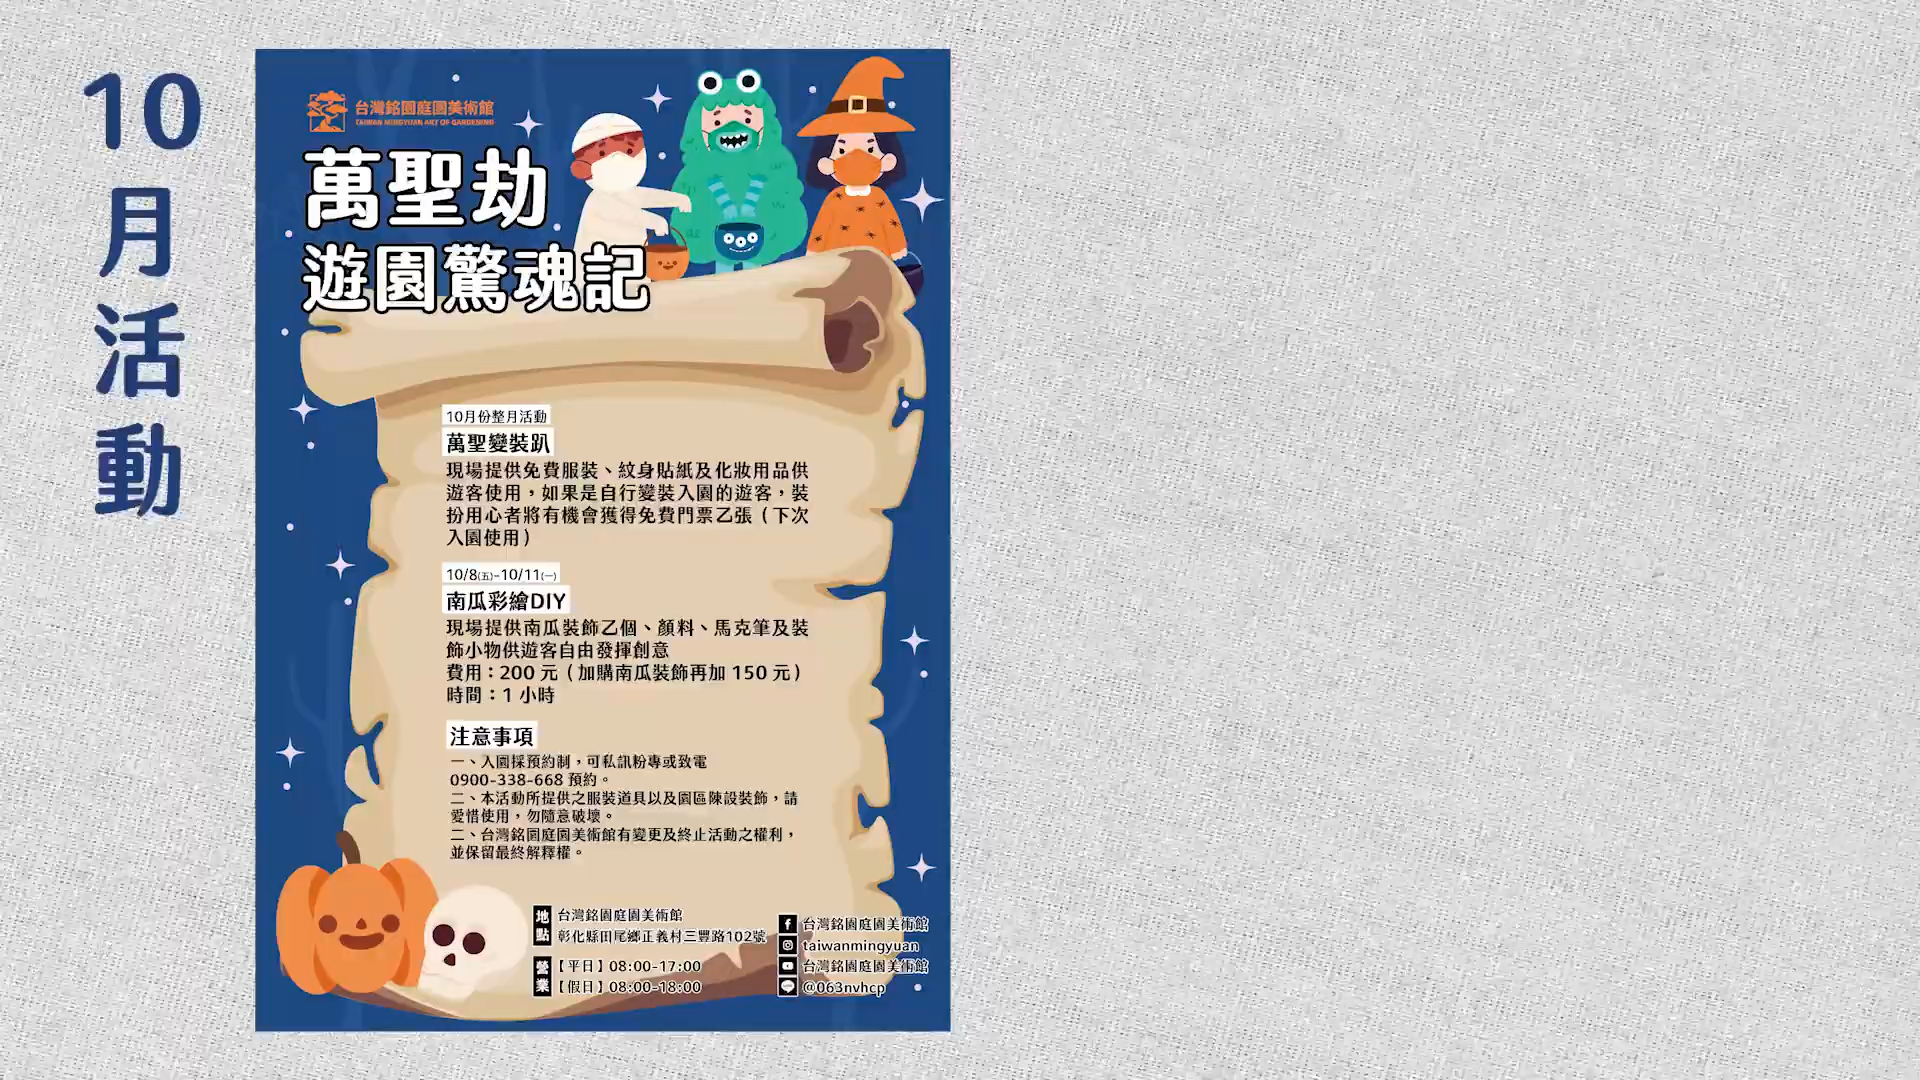 10月活動
台灣銘園庭園美術館
TAIWAN MINGYUAN ART OF GARDENING
萬聖劫
遊園驚魂記
10月份整月活動
萬聖變裝趴
現場提供免費服裝、紋身貼紙及化妝用品供
遊客使用，如果是自行變裝入園的遊客，裝
扮用心者將有機會獲得免費門票乙張（下次
入園使用）
10/8(五)-10/11(一)
南瓜彩繪DIY
現場提供南瓜裝飾乙個、顏料、馬克筆及裝
飾小物供遊客自由發揮創意
費用：200 元（加購南瓜裝飾再加 150 元）
時間：1 小時
注意事項
一、入園採預約制，可私訊粉專或致電
0900-338-668 預約。
二、本活動所提供之服裝道具以及園區陳設裝飾，請
愛惜使用，勿隨意破壞。
二、台灣銘園庭園美術館有變更及終止活動之權利，
並保留最終解釋權。
地點
台灣銘園庭園美術館
彰化縣田尾鄉正義村三豐路102號
營業
【平日】08:00-17:00
【假日】08:00-18:00
台灣銘園庭園美術館
taiwanmingyuan
台灣銘園庭園美術館
@063nvhcp